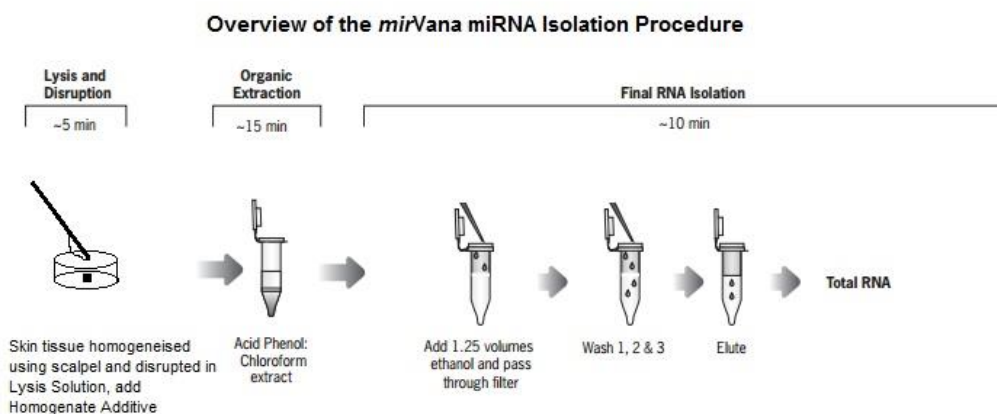 Overview of the mirVana miRNA Isolation Procedure
Lysis and
Disruption
~5 min
Organic
Extraction
~15 min
Final RNA Isolation
~10 min
Skin tissue homogeneised
using scalpel and disrupted in
Lysis Solution, add
Homogenate Additive
Acid Phenol:
Chloroform
extract
Add 1.25 volumes
ethanol and pass
through filter
Wash 1, 2 & 3
Elute
Total RNA